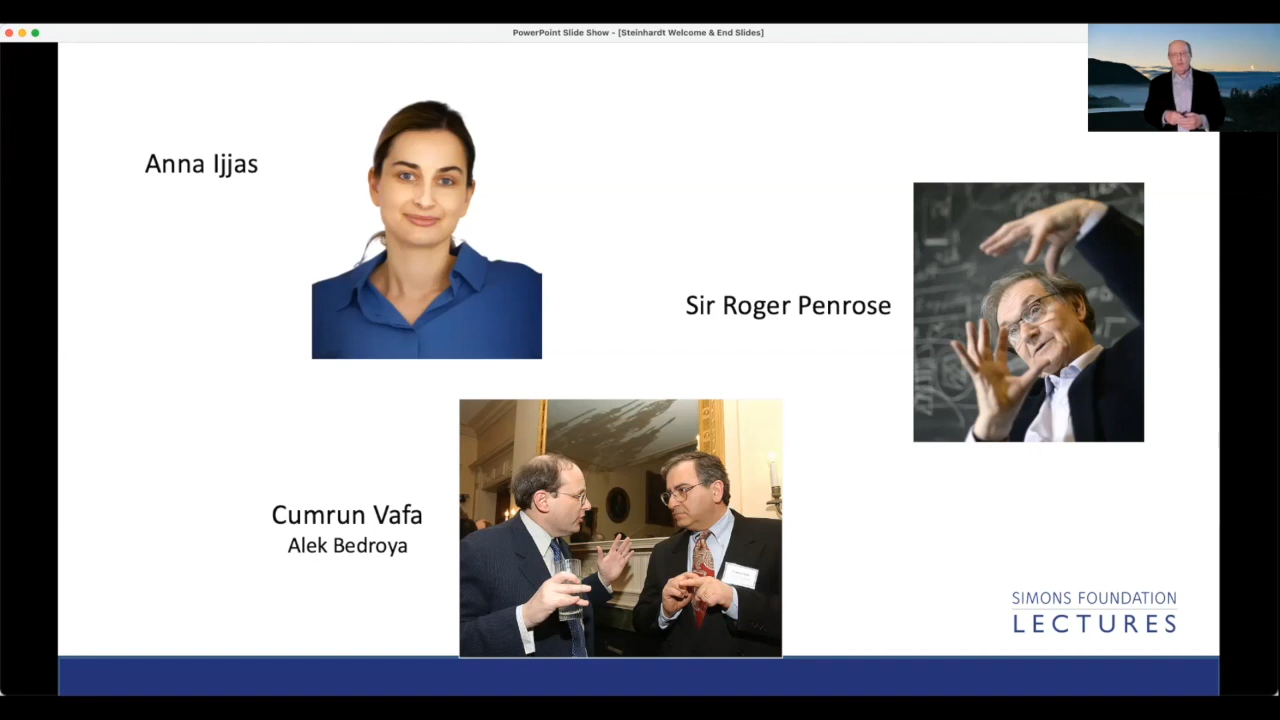 PowerPoint Slide Show - [Steinhardt Welcome & End Slides]
Anna Ijjas
Sir Roger Penrose
Cumrun Vafa
Alek Bedroya
SIMONS FOUNDATION
LECTURES